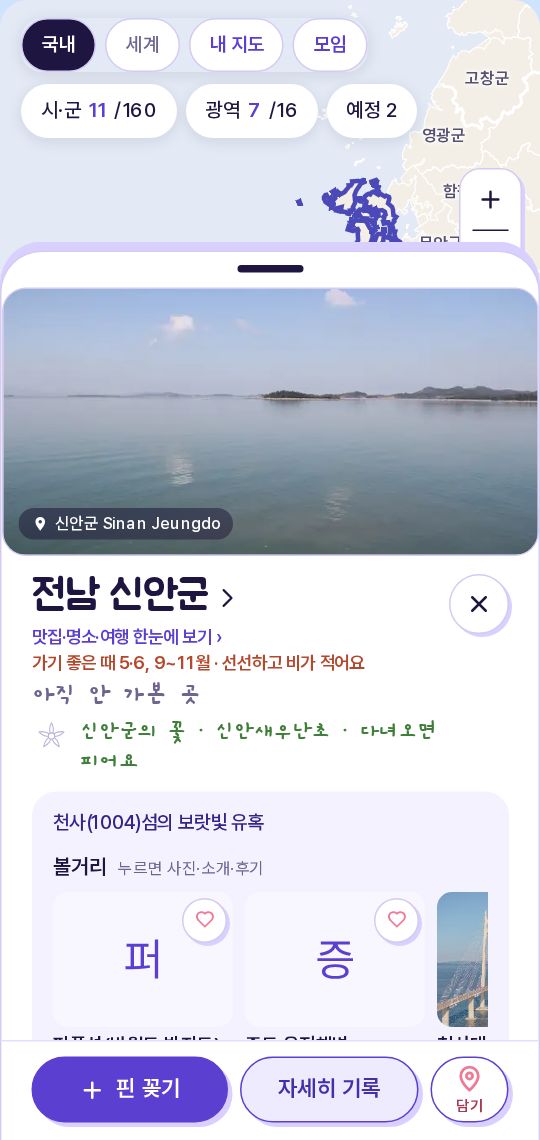 국내 세계 내 지도 모임
시·군 11 /160 광역 7 /16 예정 2
고창군
영광군
신안군 Sinan Jeungdo
전남 신안군
맛집·명소·여행 한눈에 보기 ›
가기 좋은 때 5·6, 9~11월 · 선선하고 비가 적어요
아직 안 가본 곳
신안군의 꽃 · 신안새우난초 · 다녀오면
피어요
천사(1004)섬의 보랏빛 유혹
볼거리 누르면 사진·소개·후기
퍼 증
+ 핀 꽂기 자세히 기록 담기